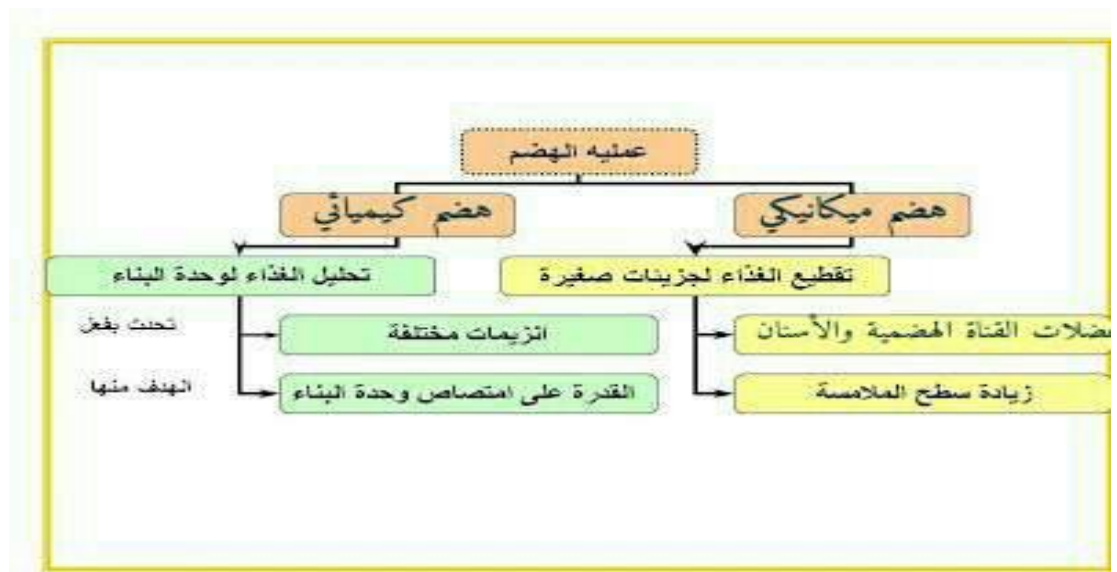 عمليه الهضم
هضم ميكانيكي
هضم كيميائي
تقطيع الغذاء لجزيئات صغيرة
تحليل الغذاء لوحدة البناء
عضلات القناة الهضمية والأسنان
انزيمات مختلفة
تحدث بفعل
زيادة سطح الملامسة
القدرة على امتصاص وحدة البناء
الهدف منها